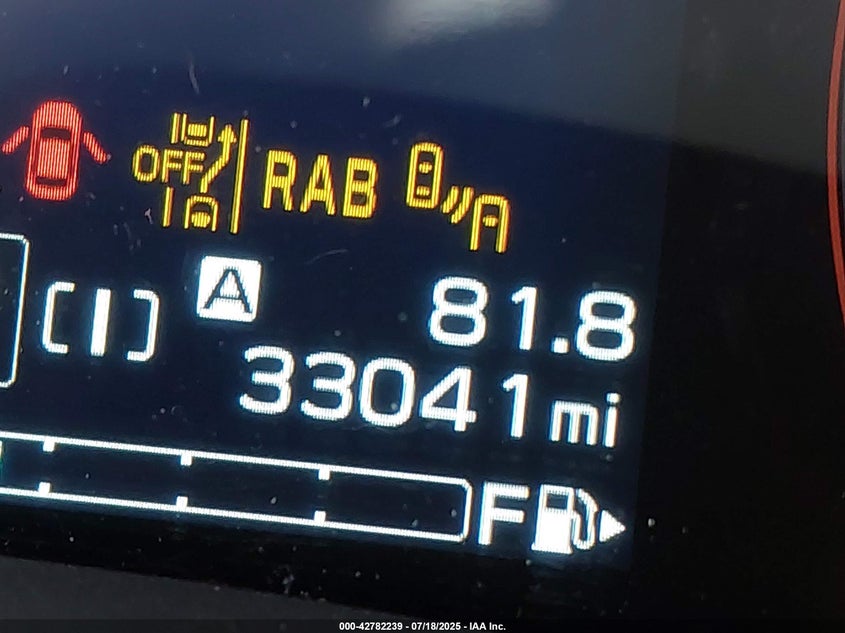 OFF RAB
A 81.8
33041 mi
F
000-42782239 - 07/18/2025 - IAA Inc.